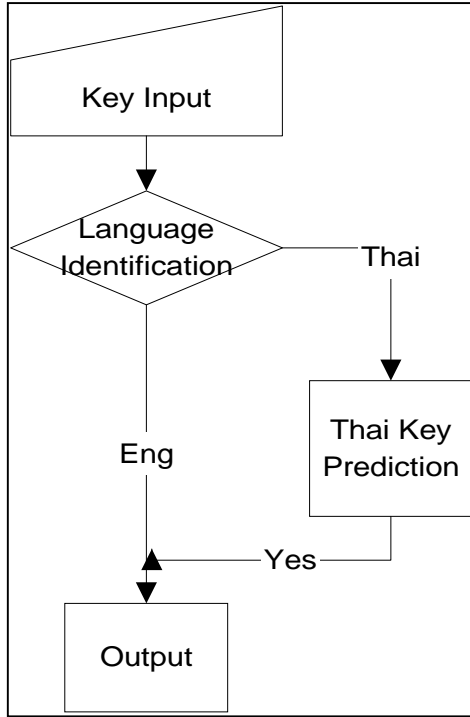 Key Input
Language
Identification
Thai
Thai Key
Prediction
Eng
Yes
Output